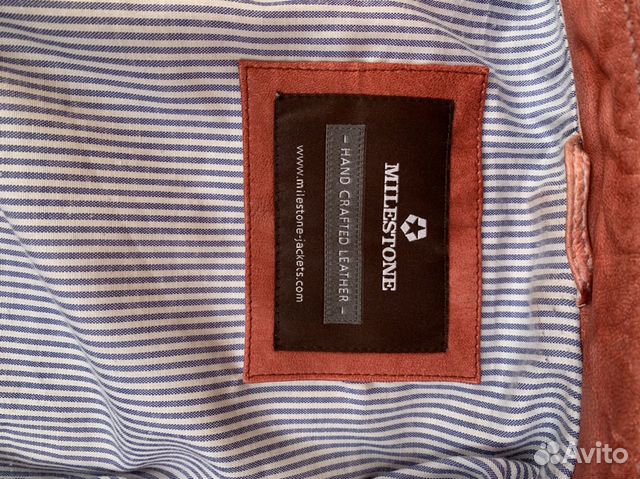 MILESTONE
– HAND CRAFTED LEATHER –
www.milestone-jackets.com
Avito